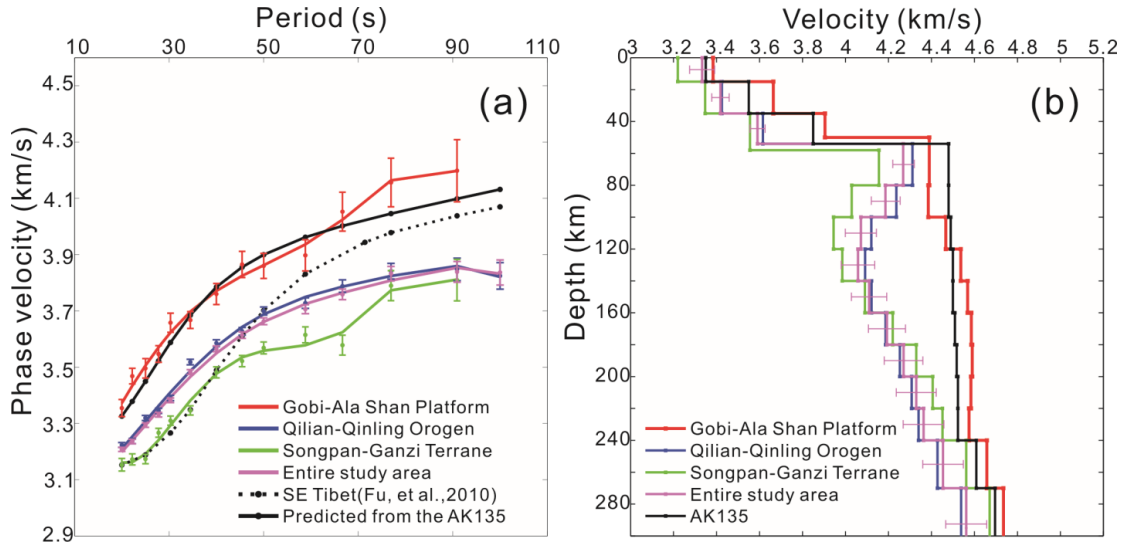 Period (s)
10 30 50 70 90 110
Phase velocity (km/s)
4.5
4.3
4.1
3.9
3.7
3.5
3.3
3.1
2.9
(a)
Gobi-Ala Shan Platform
Qilian-Qinling Orogen
Songpan-Ganzi Terrane
Entire study area
SE Tibet(Fu, et al.,2010)
Predicted from the AK135
Velocity (km/s)
3 3.2 3.4 3.6 3.8 4 4.2 4.4 4.6 4.8 5 5.2
Depth (km)
0
40
80
120
160
200
240
280
(b)
Gobi-Ala Shan Platform
Qilian-Qinling Orogen
Songpan-Ganzi Terrane
Entire study area
AK135